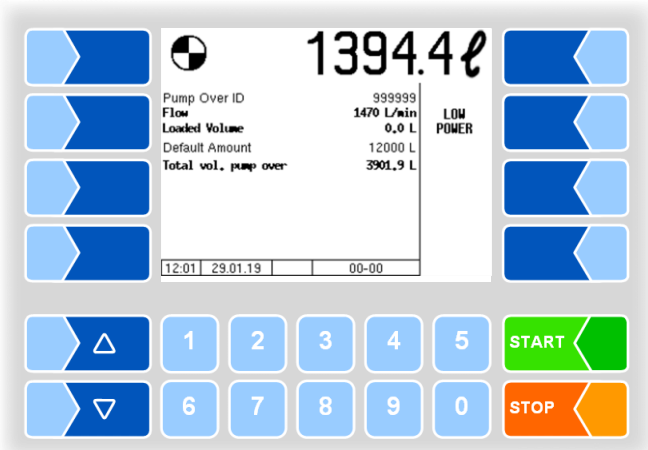 1394.4ℓ
Pump Over ID 999999
Flow 1470 L/min
Loaded Volume 0.0 L
Default Amount 12000 L
Total vol. pump over 3901.9 L
LOW
POWER
12:01 29.01.19 00-00
1 2 3 4 5 START
6 7 8 9 0 STOP